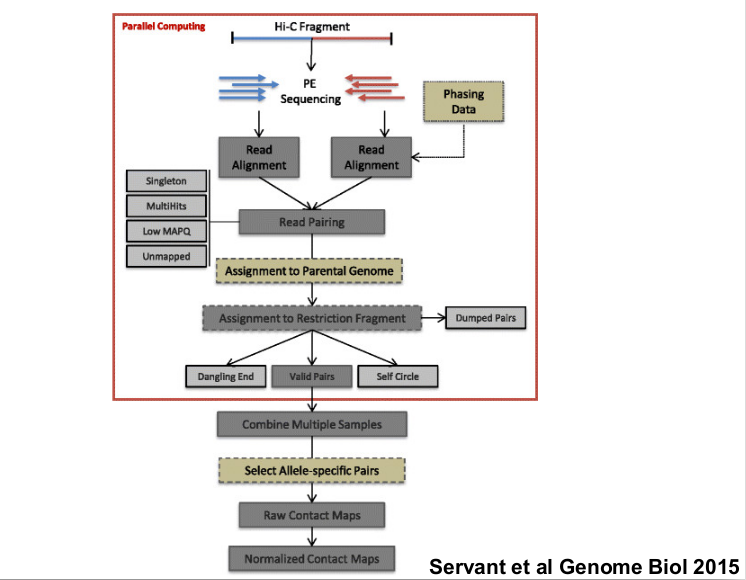 Parallel Computing
Hi-C Fragment
PE
Sequencing
Phasing
Data
Read
Alignment
Read
Alignment
Singleton
MultiHits
Low MAPQ
Unmapped
Read Pairing
Assignment to Parental Genome
Assignment to Restriction Fragment
Dumped Pairs
Dangling End
Valid Pairs
Self Circle
Combine Multiple Samples
Select Allele-specific Pairs
Raw Contact Maps
Normalized Contact Maps
Servant et al Genome Biol 2015